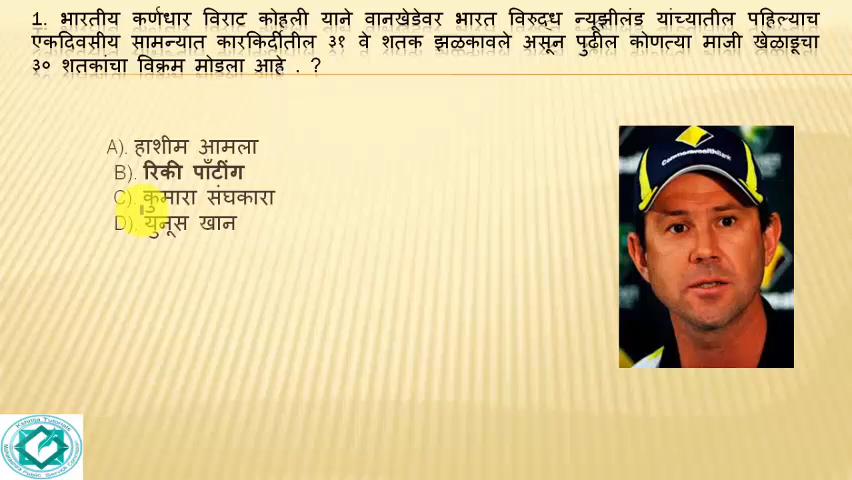 1. भारतीय कर्णधार विराट कोहली याने वानखेडेवर भारत विरुद्ध न्यूझीलंड यांच्यातील पहिल्याच
एकदिवसीय सामन्यात कारकिर्दीतील ३१ वे शतक झळकावले असून पुढील कोणत्या माजी खेळाडूचा
३० शतकांचा विक्रम मोडला आहे . ?
A). हाशीम आमला
B). रिकी पॉंटींग
C). कुमारा संघकारा
D). युनूस खान